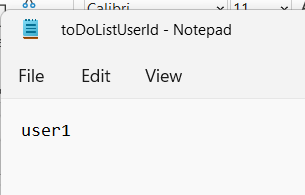 Calibri
11
toDoListUserId - Notepad
File Edit View
user1